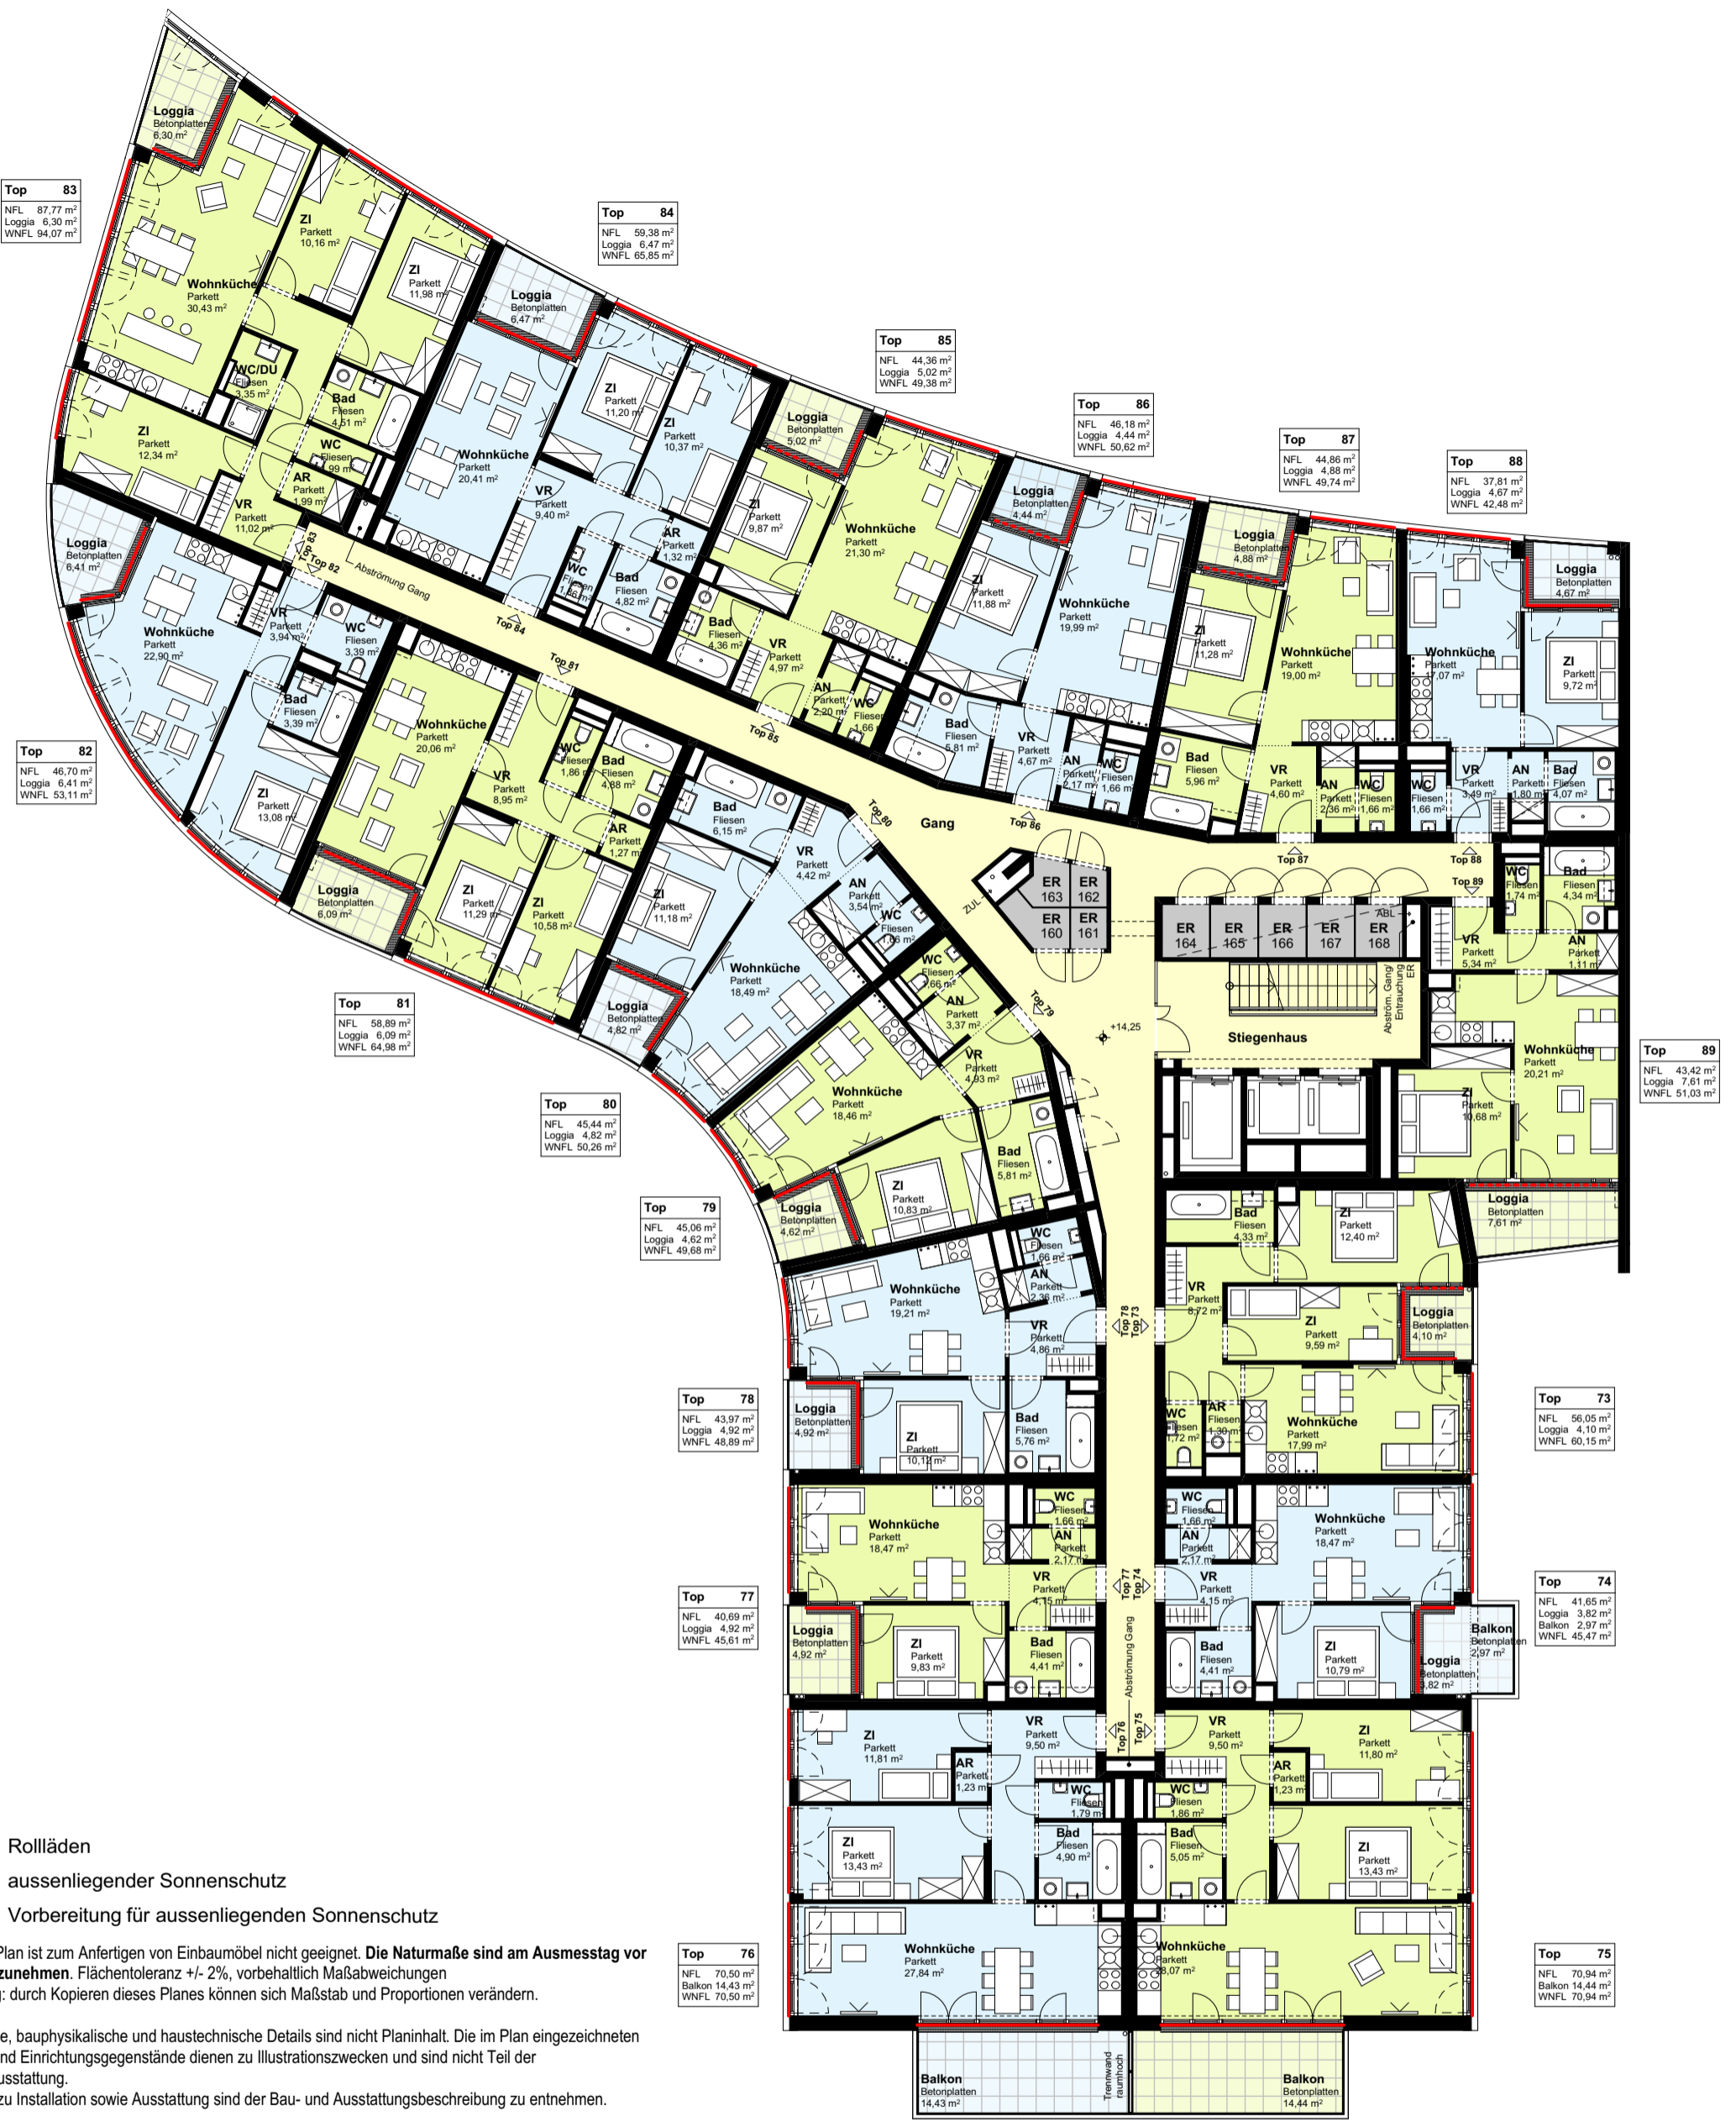 Loggia
Betonplatten
6,30 m²
Top 83
NFL 87,77 m²
Loggia 6,30 m²
WNFL 94,07 m²
ZI
Parkett
10,16 m²
ZI
Parkett
11,98 m²
Wohnküche
Parkett
30,43 m²
WC/DU
Fliesen
3,35 m²
Bad
Fliesen
4,51 m²
ZI
Parkett
12,34 m²
WC
Fliesen
1,99 m²
AR
Parkett
1,99 m²
VR
Parkett
11,02 m²
Top 84
NFL 59,38 m²
Loggia 6,47 m²
WNFL 65,85 m²
Loggia
Betonplatten
6,47 m²
ZI
Parkett
11,20 m²
ZI
Parkett
10,37 m²
Wohnküche
Parkett
20,41 m²
VR
Parkett
9,40 m²
AR
Parkett
1,32 m²
WC
Fliesen
Bad
Fliesen
4,82 m²
Top 85
NFL 44,36 m²
Loggia 5,02 m²
WNFL 49,38 m²
Loggia
Betonplatten
5,02 m²
ZI
Parkett
9,87 m²
Wohnküche
Parkett
21,30 m²
Bad
Fliesen
4,36 m²
VR
Parkett
4,97 m²
AN
Parkett
2,20 m²
WC
Fliesen
1,66
Top 86
NFL 46,18 m²
Loggia 4,44 m²
WNFL 50,62 m²
Loggia
Betonplatten
4,44 m²
ZI
Parkett
11,88 m²
Wohnküche
Parkett
19,99 m²
Bad
Fliesen
5,81 m²
VR
Parkett
4,67 m²
AN
Parkett
2,17 m²
WC
Fliesen
1,66 m²
Top 87
NFL 44,86 m²
Loggia 4,88 m²
WNFL 49,74 m²
Loggia
Betonplatten
4,88 m²
ZI
Parkett
11,28 m²
Wohnküche
Parkett
19,00 m²
Bad
Fliesen
5,96 m²
VR
Parkett
4,60 m²
AN
Parkett
2,36 m²
WC
Fliesen
1,66 m²
Top 88
NFL 37,81 m²
Loggia 4,67 m²
WNFL 42,48 m²
Loggia
Betonplatten
4,67 m²
Wohnküche
Parkett
17,07 m²
ZI
Parkett
9,72 m²
WC
Fliesen
1,66 m²
VR
Parkett
3,49 m²
AN
Parkett
1,80 m²
Bad
Fliesen
4,07 m²
Loggia
Betonplatten
6,41 m²
Wohnküche
Parkett
22,90 m²
VR
Parkett
3,94 m²
WC
Fliesen
3,39 m²
Bad
Fliesen
3,39 m²
ZI
Parkett
13,08 m²
Top 82
NFL 46,70 m²
Loggia 6,41 m²
WNFL 53,11 m²
Top 83
Top 82
Abströmung Gang
Top 84
Top 81
Top 85
Top 80
Gang
Top 86
Top 87
Top 88
Top 89
Wohnküche
Parkett
20,06 m²
VR
Parkett
8,95 m²
WC
Fliesen
1,86 m²
Bad
Fliesen
4,88 m²
AR
Parkett
1,27 m²
ZI
Parkett
11,29 m²
ZI
Parkett
10,58 m²
Loggia
Betonplatten
6,09 m²
Top 81
NFL 58,89 m²
Loggia 6,09 m²
WNFL 64,98 m²
Bad
Fliesen
6,15 m²
VR
Parkett
4,42 m²
AN
Parkett
3,54 m²
WC
Fliesen
1,66 m²
ZI
Parkett
11,18 m²
Wohnküche
Parkett
18,49 m²
Loggia
Betonplatten
4,82 m²
Top 80
NFL 45,44 m²
Loggia 4,82 m²
WNFL 50,26 m²
ZUL
ER
163
ER
162
ER
160
ER
161
ER
164
ER
165
ER
166
ER
167
ER
168
ABL
Abström. Gang/
Entrauchung
ER
Stiegenhaus
+14,25
WC
Fliesen
1,74 m²
Bad
Fliesen
4,34 m²
VR
Parkett
5,34 m²
AN
Parkett
1,11 m²
Wohnküche
Parkett
20,21 m²
ZI
Parkett
10,68 m²
Loggia
Betonplatten
7,61 m²
Top 89
NFL 43,42 m²
Loggia 7,61 m²
WNFL 51,03 m²
WC
Fliesen
1,66 m²
AN
Parkett
3,37 m²
Top 79
VR
Parkett
4,93 m²
Wohnküche
Parkett
18,46 m²
Bad
Fliesen
5,81 m²
ZI
Parkett
10,83 m²
Loggia
Betonplatten
4,62 m²
Top 79
NFL 45,06 m²
Loggia 4,62 m²
WNFL 49,68 m²
WC
Fliesen
1,66 m²
AN
Parkett
2,36 m²
Wohnküche
Parkett
19,21 m²
VR
Parkett
4,86 m²
Top 78
Top 73
Loggia
Betonplatten
4,92 m²
ZI
Parkett
10,12 m²
Bad
Fliesen
5,76 m²
Top 78
NFL 43,97 m²
Loggia 4,92 m²
WNFL 48,89 m²
Bad
Fliesen
4,33 m²
ZI
Parkett
12,40 m²
VR
Parkett
8,72 m²
ZI
Parkett
9,59 m²
Loggia
Betonplatten
4,10 m²
WC
Fliesen
1,72 m²
AR
Fliesen
1,30 m²
Wohnküche
Parkett
17,99 m²
Top 73
NFL 56,05 m²
Loggia 4,10 m²
WNFL 60,15 m²
Wohnküche
Parkett
18,47 m²
WC
Fliesen
1,66 m²
AN
Parkett
2,17 m²
VR
Parkett
4,15 m²
Top 77
Top 74
Loggia
Betonplatten
4,92 m²
ZI
Parkett
9,83 m²
Bad
Fliesen
4,41 m²
Top 77
NFL 40,69 m²
Loggia 4,92 m²
WNFL 45,61 m²
WC
Fliesen
1,66 m²
AN
Parkett
2,17 m²
VR
Parkett
4,15 m²
Wohnküche
Parkett
18,47 m²
Bad
Fliesen
4,41 m²
ZI
Parkett
10,79 m²
Loggia
Betonplatten
3,82 m²
Balkon
Betonplatten
2,97 m²
Top 74
NFL 41,65 m²
Loggia 3,82 m²
Balkon 2,97 m²
WNFL 45,47 m²
Abströmung Gang
Top 76
Top 75
ZI
Parkett
11,81 m²
VR
Parkett
9,50 m²
AR
Parkett
1,23 m²
WC
Fliesen
1,79 m²
ZI
Parkett
13,43 m²
Bad
Fliesen
4,90 m²
Wohnküche
Parkett
27,84 m²
VR
Parkett
9,50 m²
ZI
Parkett
11,80 m²
AR
Parkett
1,23 m²
WC
Fliesen
1,86 m²
Bad
Fliesen
5,05 m²
ZI
Parkett
13,43 m²
Wohnküche
Parkett
28,07 m²
Top 76
NFL 70,50 m²
Balkon 14,43 m²
WNFL 70,50 m²
Top 75
NFL 70,94 m²
Balkon 14,44 m²
WNFL 70,94 m²
Balkon
Betonplatten
14,43 m²
Trennwand
raumhoch
Balkon
Betonplatten
14,44 m²
Rollläden
aussenliegender Sonnenschutz
Vorbereitung für aussenliegenden Sonnenschutz
Plan ist zum Anfertigen von Einbaumöbel nicht geeignet. Die Naturmaße sind am Ausmesstag vor
zunehmen. Flächentoleranz +/- 2%, vorbehaltlich Maßabweichungen
: durch Kopieren dieses Planes können sich Maßstab und Proportionen verändern.
e, bauphysikalische und haustechnische Details sind nicht Planinhalt. Die im Plan eingezeichneten
nd Einrichtungsgegenstände dienen zu Illustrationszwecken und sind nicht Teil der
usstattung.
zu Installation sowie Ausstattung sind der Bau- und Ausstattungsbeschreibung zu entnehmen.